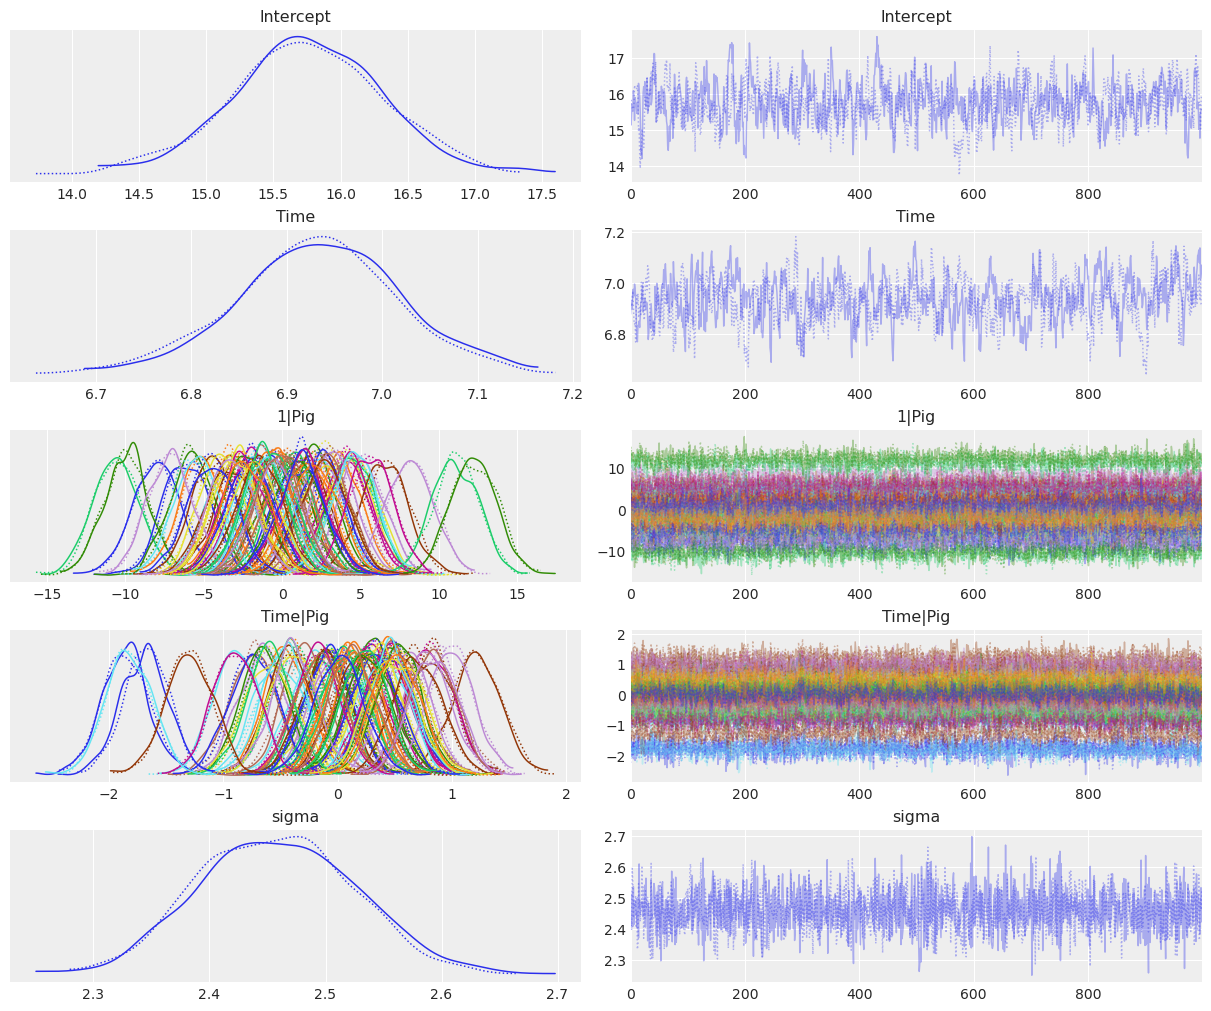 Intercept Intercept
17
16
15
14
14.0 14.5 15.0 15.5 16.0 16.5 17.0 17.5 0 200 400 600 800
Time Time
7.2
7.0
6.8
6.7 6.8 6.9 7.0 7.1 7.2 0 200 400 600 800
1|Pig 1|Pig
10
0
−10
−15 −10 −5 0 5 10 15 0 200 400 600 800
Time|Pig Time|Pig
2
1
0
−1
−2
−2 −1 0 1 2 0 200 400 600 800
sigma sigma
2.7
2.6
2.5
2.4
2.3
2.3 2.4 2.5 2.6 2.7 0 200 400 600 800